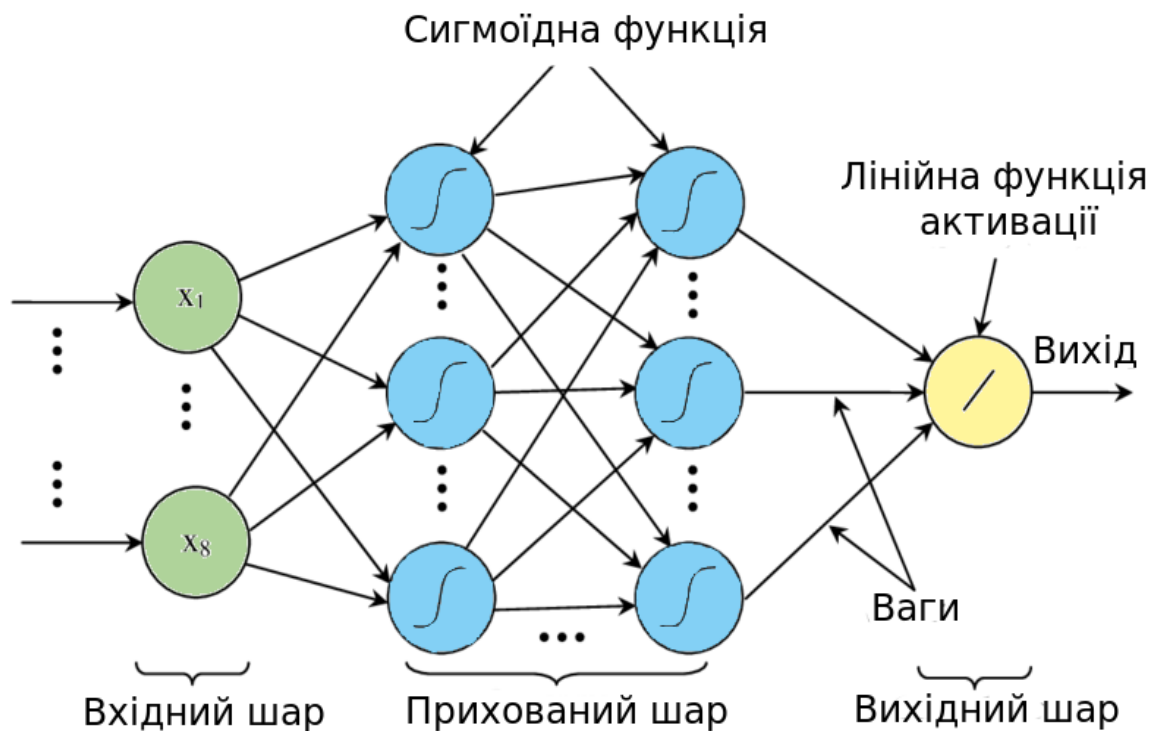 Сигмоїдна функція
Лінійна функція
активації
x₁
Вихід
x₈
Ваги
Вхідний шар
Прихований шар
Вихідний шар